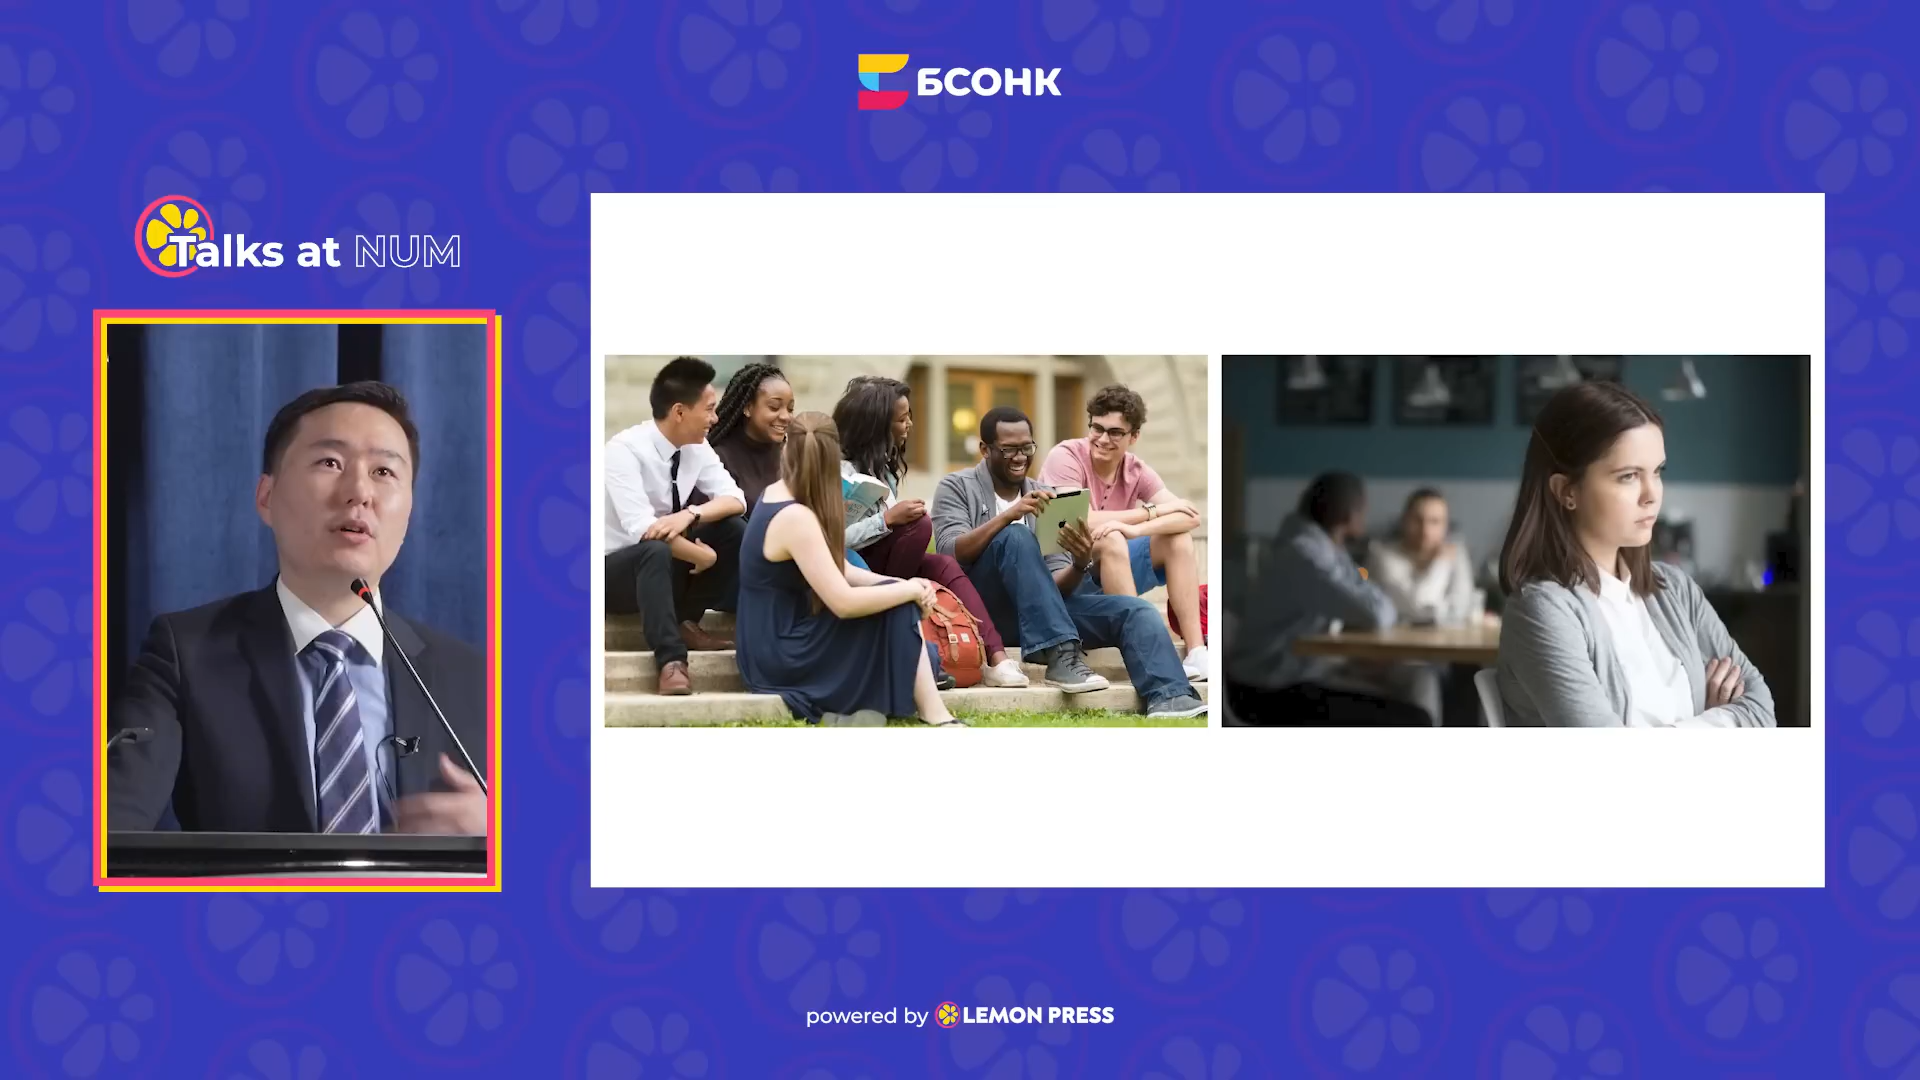 БСОНК
Talks at NUM
powered by LEMON PRESS